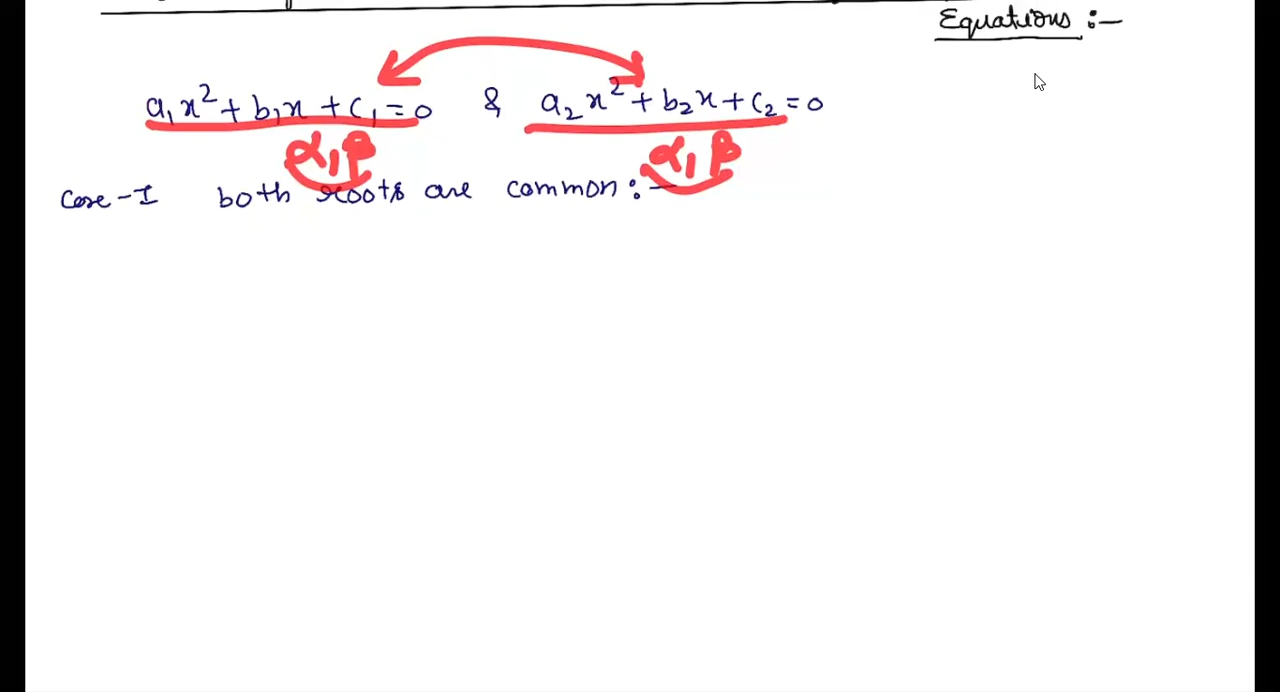 Equations :-
a₁x² + b₁x + c₁ = 0 & a₂x² + b₂x + c₂ = 0
α, β α, β
Case-I both roots are common :-